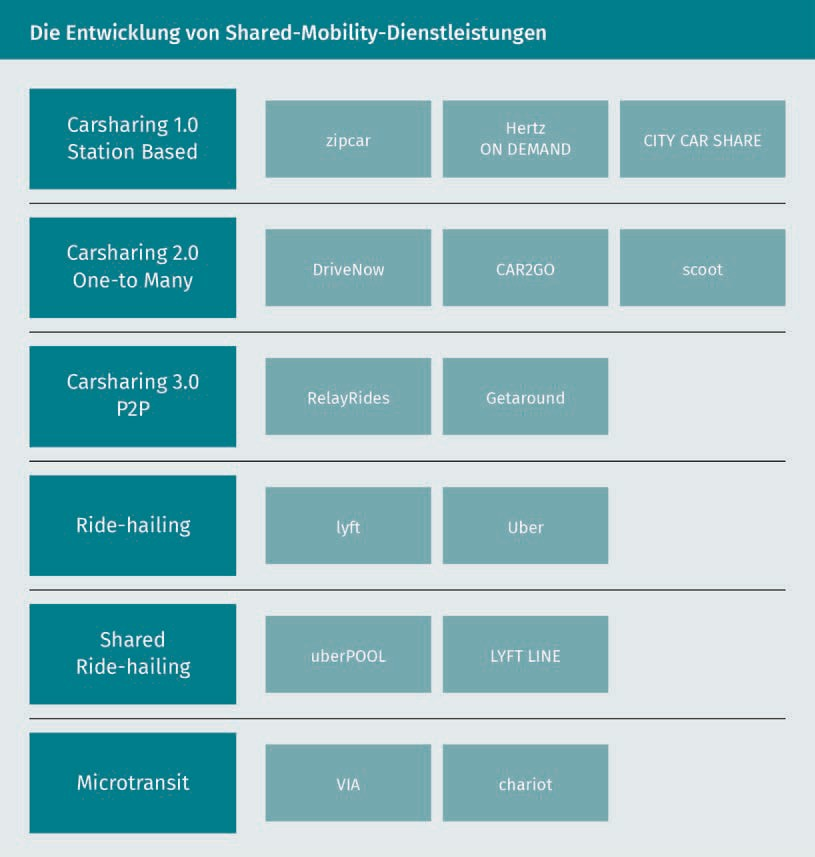 Die Entwicklung von Shared-Mobility-Dienstleistungen
Carsharing 1.0
Station Based
zipcar
Hertz
ON DEMAND
CITY CAR SHARE
Carsharing 2.0
One-to Many
DriveNow
CAR2GO
scoot
Carsharing 3.0
P2P
RelayRides
Getaround
Ride-hailing
lyft
Uber
Shared
Ride-hailing
uberPOOL
LYFT LINE
Microtransit
VIA
chariot